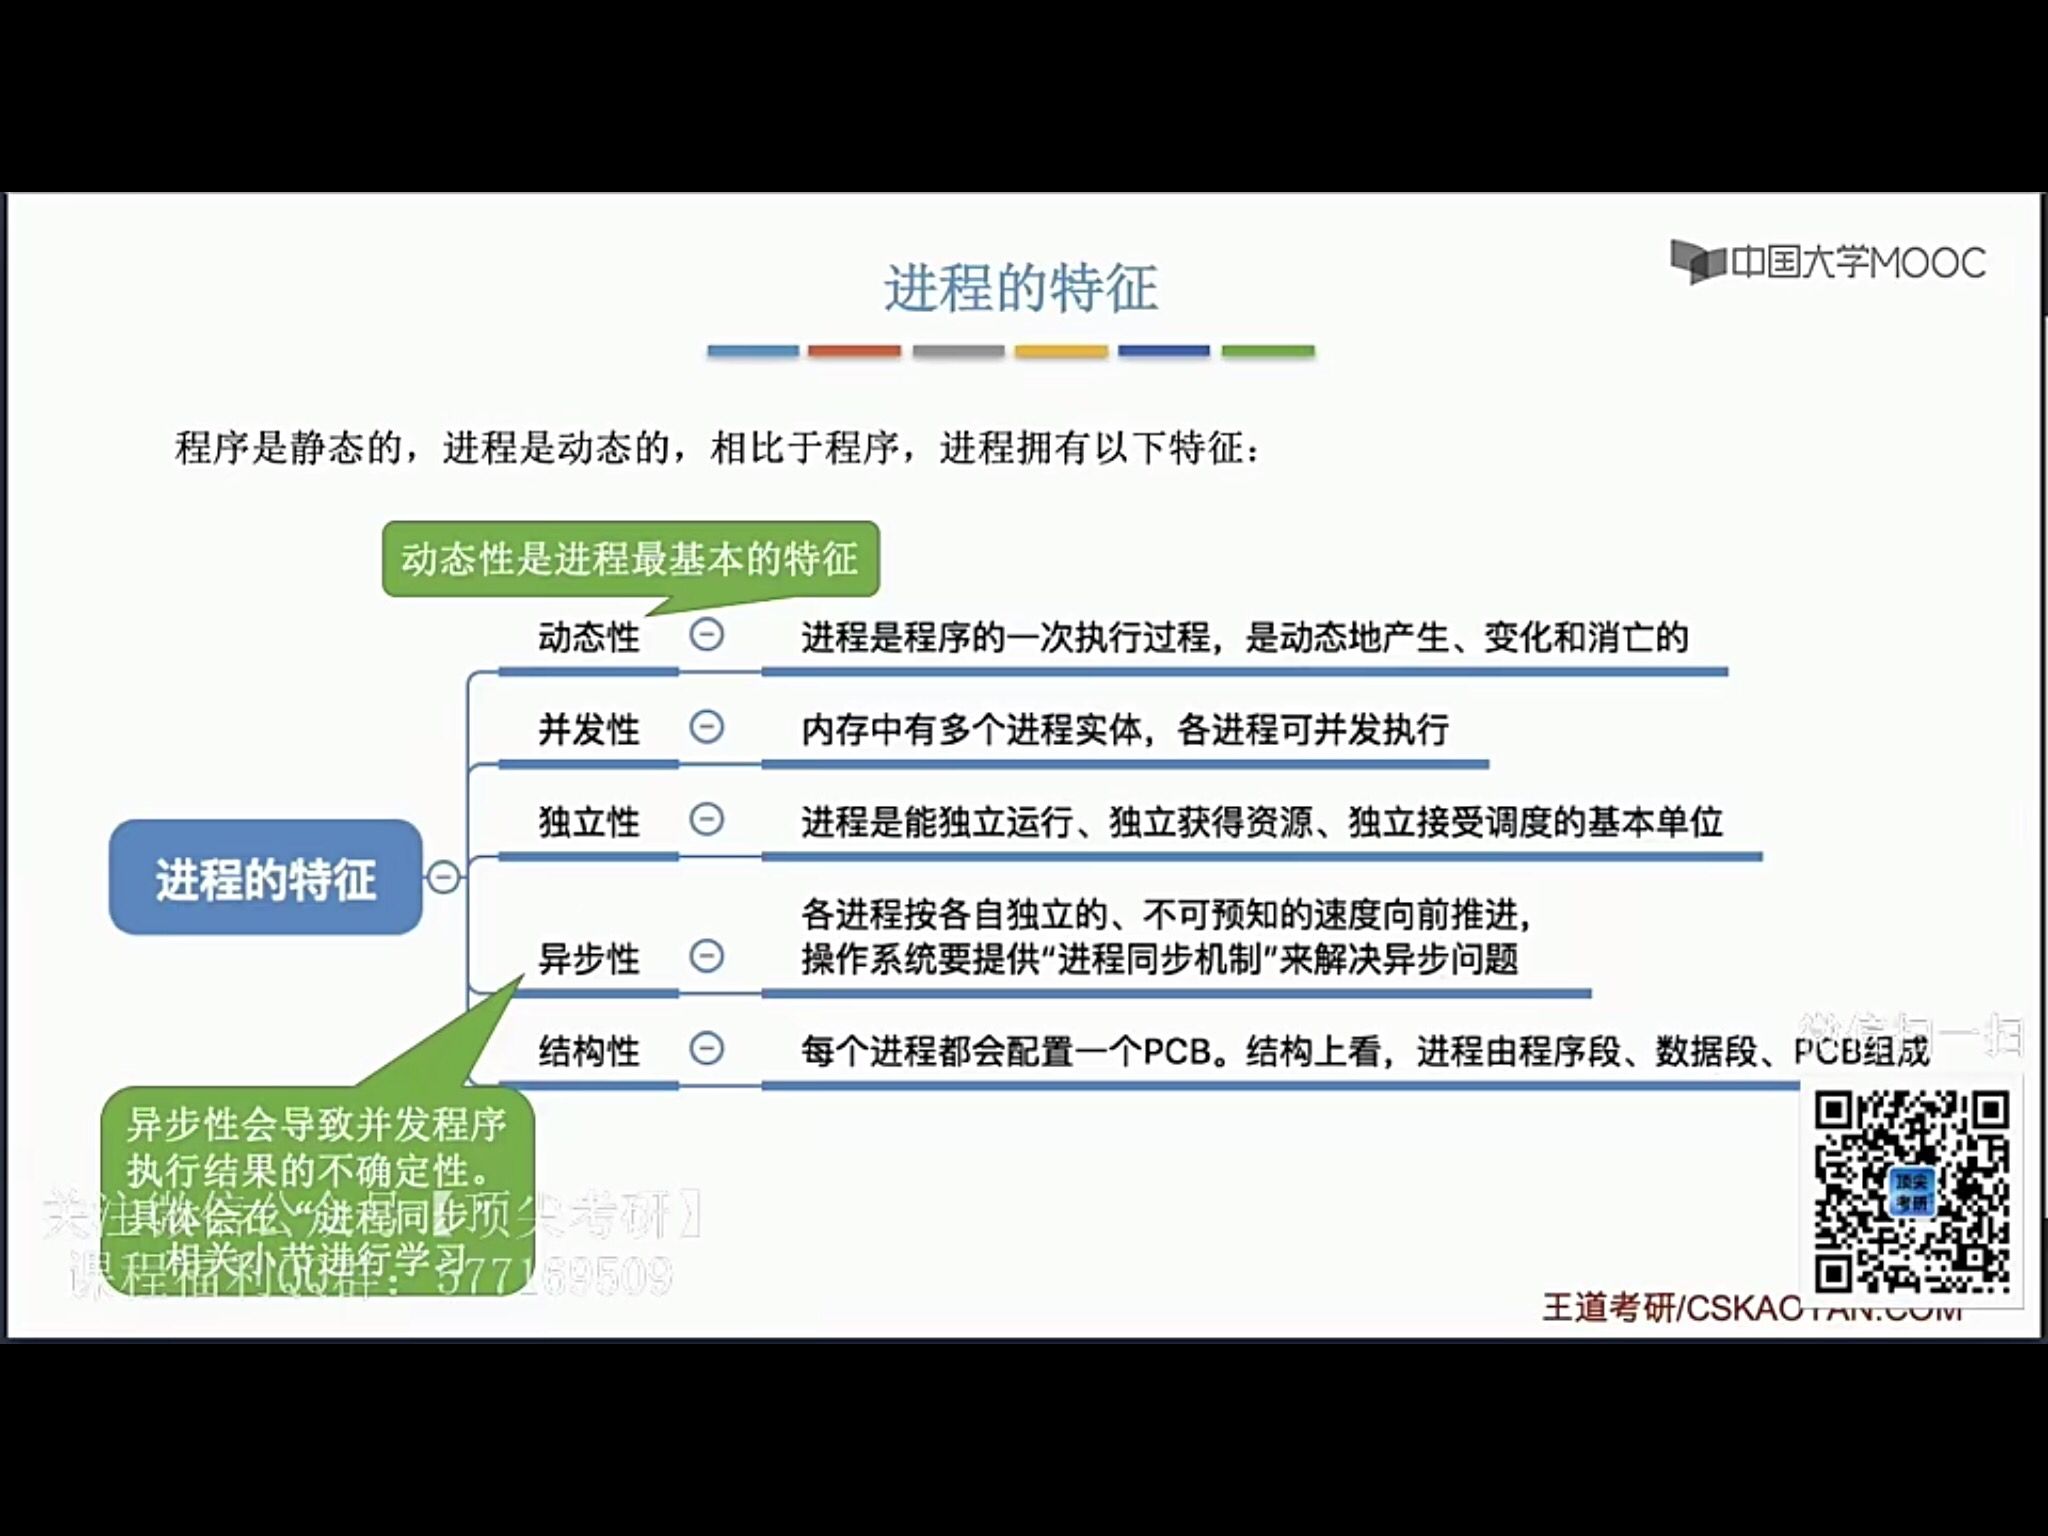 中国大学MOOC
进程的特征
程序是静态的，进程是动态的，相比于程序，进程拥有以下特征：
动态性是进程最基本的特征
动态性
进程是程序的一次执行过程，是动态地产生、变化和消亡的
并发性
内存中有多个进程实体，各进程可并发执行
独立性
进程是能独立运行、独立获得资源、独立接受调度的基本单位
进程的特征
异步性
各进程按各自独立的、不可预知的速度向前推进，
操作系统要提供“进程同步机制”来解决异步问题
结构性
每个进程都会配置一个PCB。结构上看，进程由程序段、数据段、PCB组成
微信扫一扫
异步性会导致并发程序
执行结果的不确定性。
具体会在“进程同步”
相关小节进行学习
关注微信公众号【顶尖考研】
课程福利QQ群：577169509
顶尖
考研
王道考研/CSKAOYAN.COM